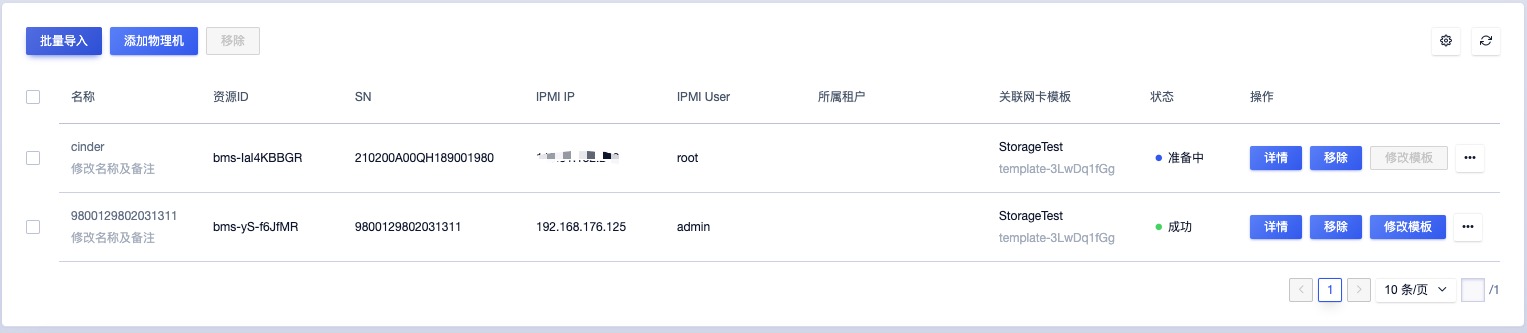 批量导入 添加物理机 移除
名称 资源ID SN IPMI IP IPMI User 所属租户 关联网卡模板 状态 操作
cinder
修改名称及备注
bms-Ial4KBBGR 210200A00QH189001980 root
StorageTest
template-3LwDq1fGg
准备中 详情 移除 修改模板 •••
9800129802031311
修改名称及备注
bms-yS-f6JfMR 9800129802031311 192.168.176.125 admin
StorageTest
template-3LwDq1fGg
成功 详情 移除 修改模板 •••
1 10 条/页 /1